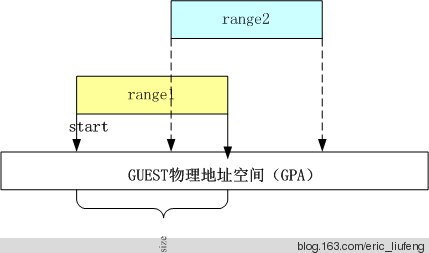 range2
range1
start
GUEST物理地址空间（GPA）
size
blog.163.com/eric_liufeng